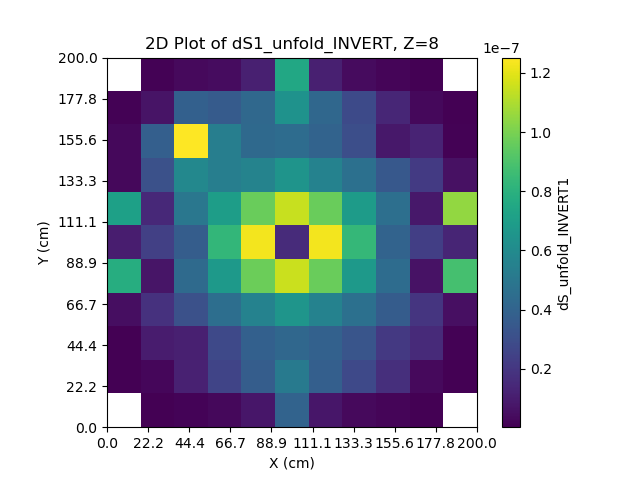 2D Plot of dS1_unfold_INVERT, Z=8
1e−7
200.0
177.8
155.6
133.3
111.1
88.9
66.7
44.4
22.2
0.0
Y (cm)
0.0 22.2 44.4 66.7 88.9 111.1 133.3 155.6 177.8 200.0
X (cm)
1.2
1.0
0.8
0.6
0.4
0.2
dS_unfold_INVERT1